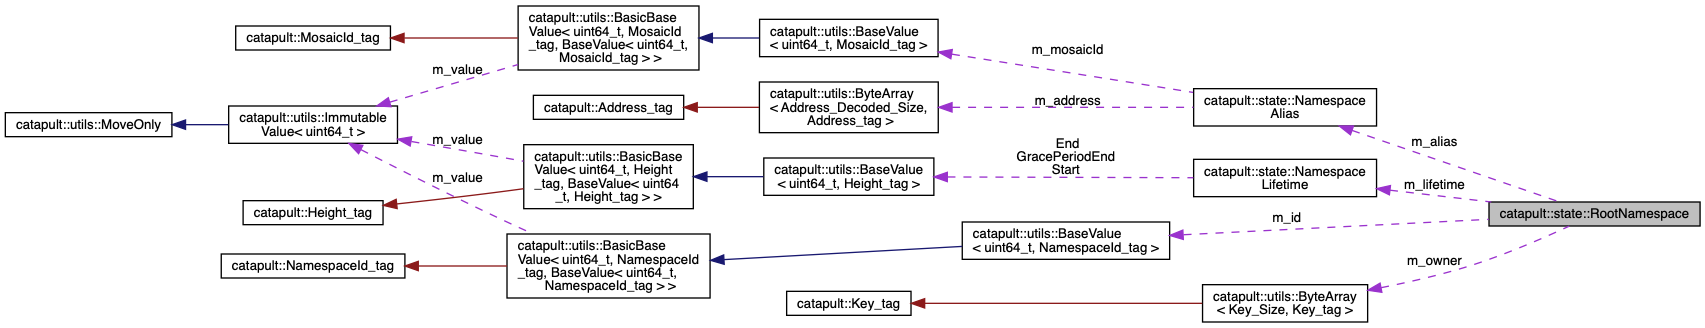 catapult::MosaicId_tag
catapult::utils::BasicBase
Value< uint64_t, MosaicId
_tag, BaseValue< uint64_t,
MosaicId_tag > >
catapult::utils::BaseValue
< uint64_t, MosaicId_tag >
m_mosaicId
m_value
catapult::Address_tag
catapult::utils::ByteArray
< Address_Decoded_Size,
Address_tag >
m_address
catapult::state::Namespace
Alias
catapult::utils::MoveOnly
catapult::utils::Immutable
Value< uint64_t >
m_value
m_value
catapult::utils::BasicBase
Value< uint64_t, Height
_tag, BaseValue< uint64
_t, Height_tag > >
catapult::utils::BaseValue
< uint64_t, Height_tag >
End
GracePeriodEnd
Start
catapult::state::Namespace
Lifetime
m_alias
m_lifetime
catapult::Height_tag
catapult::state::RootNamespace
m_id
catapult::utils::BaseValue
< uint64_t, NamespaceId_tag >
catapult::NamespaceId_tag
catapult::utils::BasicBase
Value< uint64_t, NamespaceId
_tag, BaseValue< uint64_t,
NamespaceId_tag > >
m_owner
catapult::Key_tag
catapult::utils::ByteArray
< Key_Size, Key_tag >